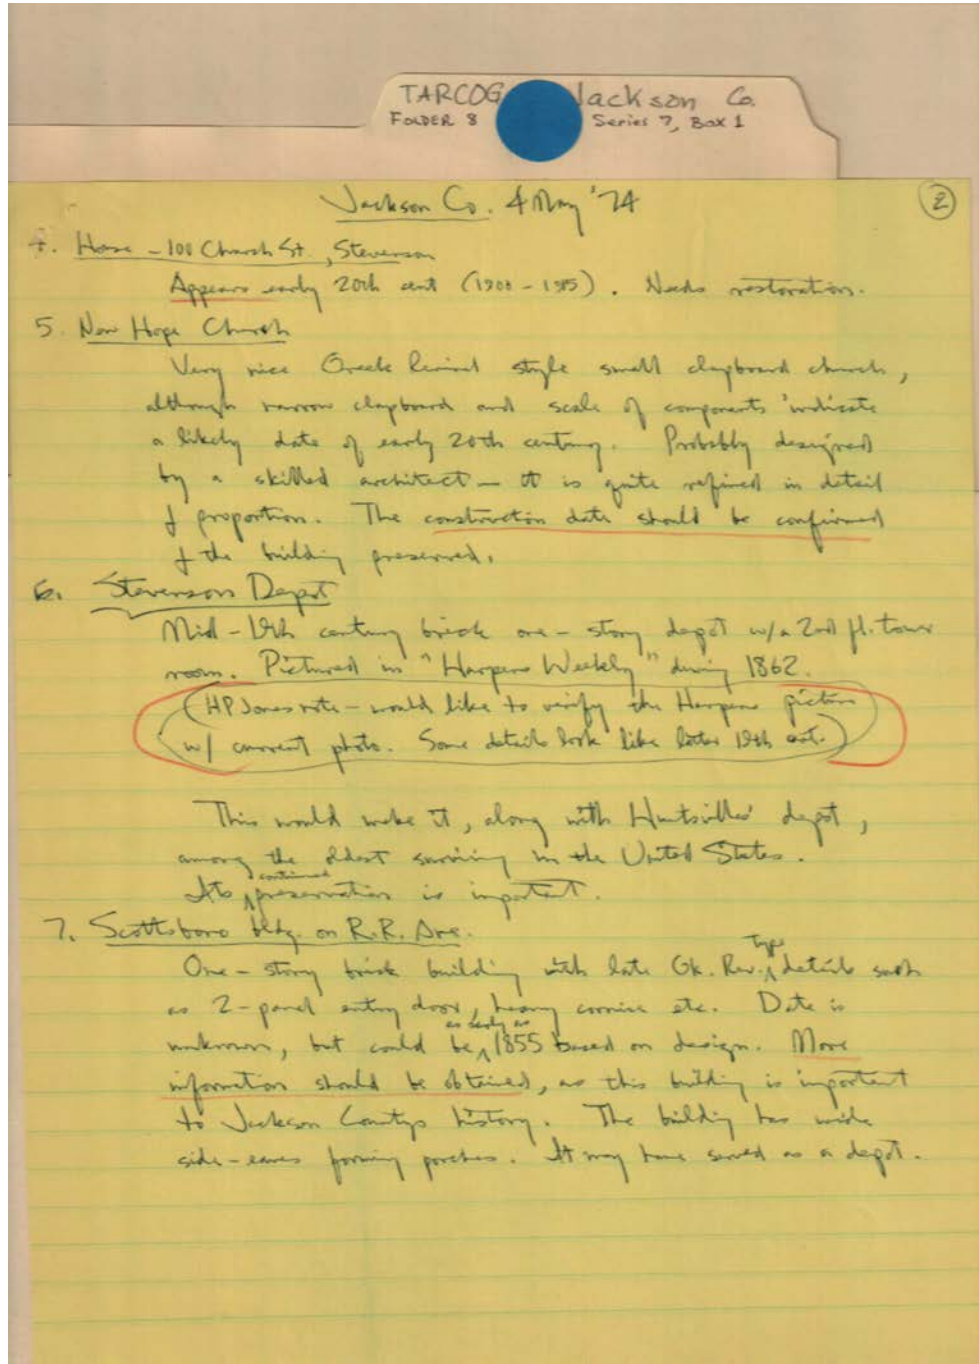 TARCOG Jackson Co.
FOLDER 8 Series 7, Box 1
Jackson Co. 4 May '74
2
4. House - 100 Church St., Stevenson
Appears early 20th cent (1900 - 1905). Needs restoration.
5. New Hope Church
Very nice Greek Revival style small clapboard church,
although narrow clapboard and scale of components indicate
a likely date of early 20th century. Probably designed
by a skilled architect - it is quite refined in detail
& proportion. The construction date should be confirmed
& the building preserved.
6. Stevenson Depot
Mid-19th century brick one-story depot w/a 2nd fl. tower
room. Pictured in "Harpers Weekly" during 1862.
(HP Jones note - would like to verify the Harpers picture
w/ current photo. Some details look like later 19th cent.)
This would make it, along with Huntsville's depot,
among the oldest surviving in the United States.
Its continued preservation is important.
7. Scottsboro bldg. on R.R. Ave.
One-story brick building with late Gk. Rev. type details such
as 2-panel entry door, heavy cornice etc. Date is
unknown, but could be as early as 1855 based on design. More
information should be obtained, as this building is important
to Jackson Countys history. The building has wide
side-eaves forming porches. It may have served as a depot.